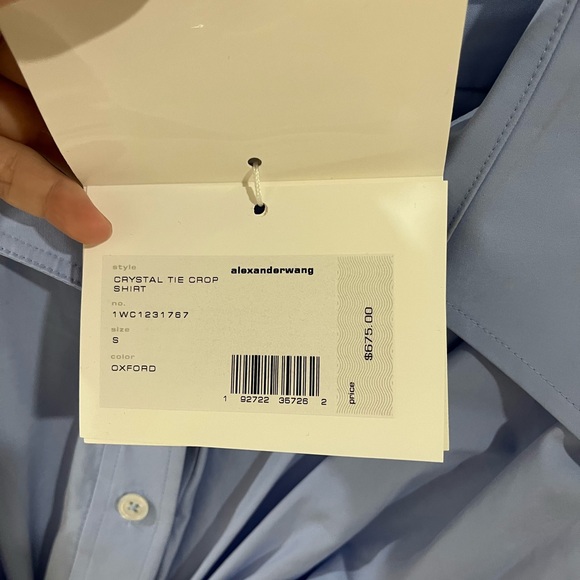 style
CRYSTAL TIE CROP
SHIRT
no.
1WC1231767
size
S
color
OXFORD
alexanderwang
1 92722 35726 2
price
$675.00